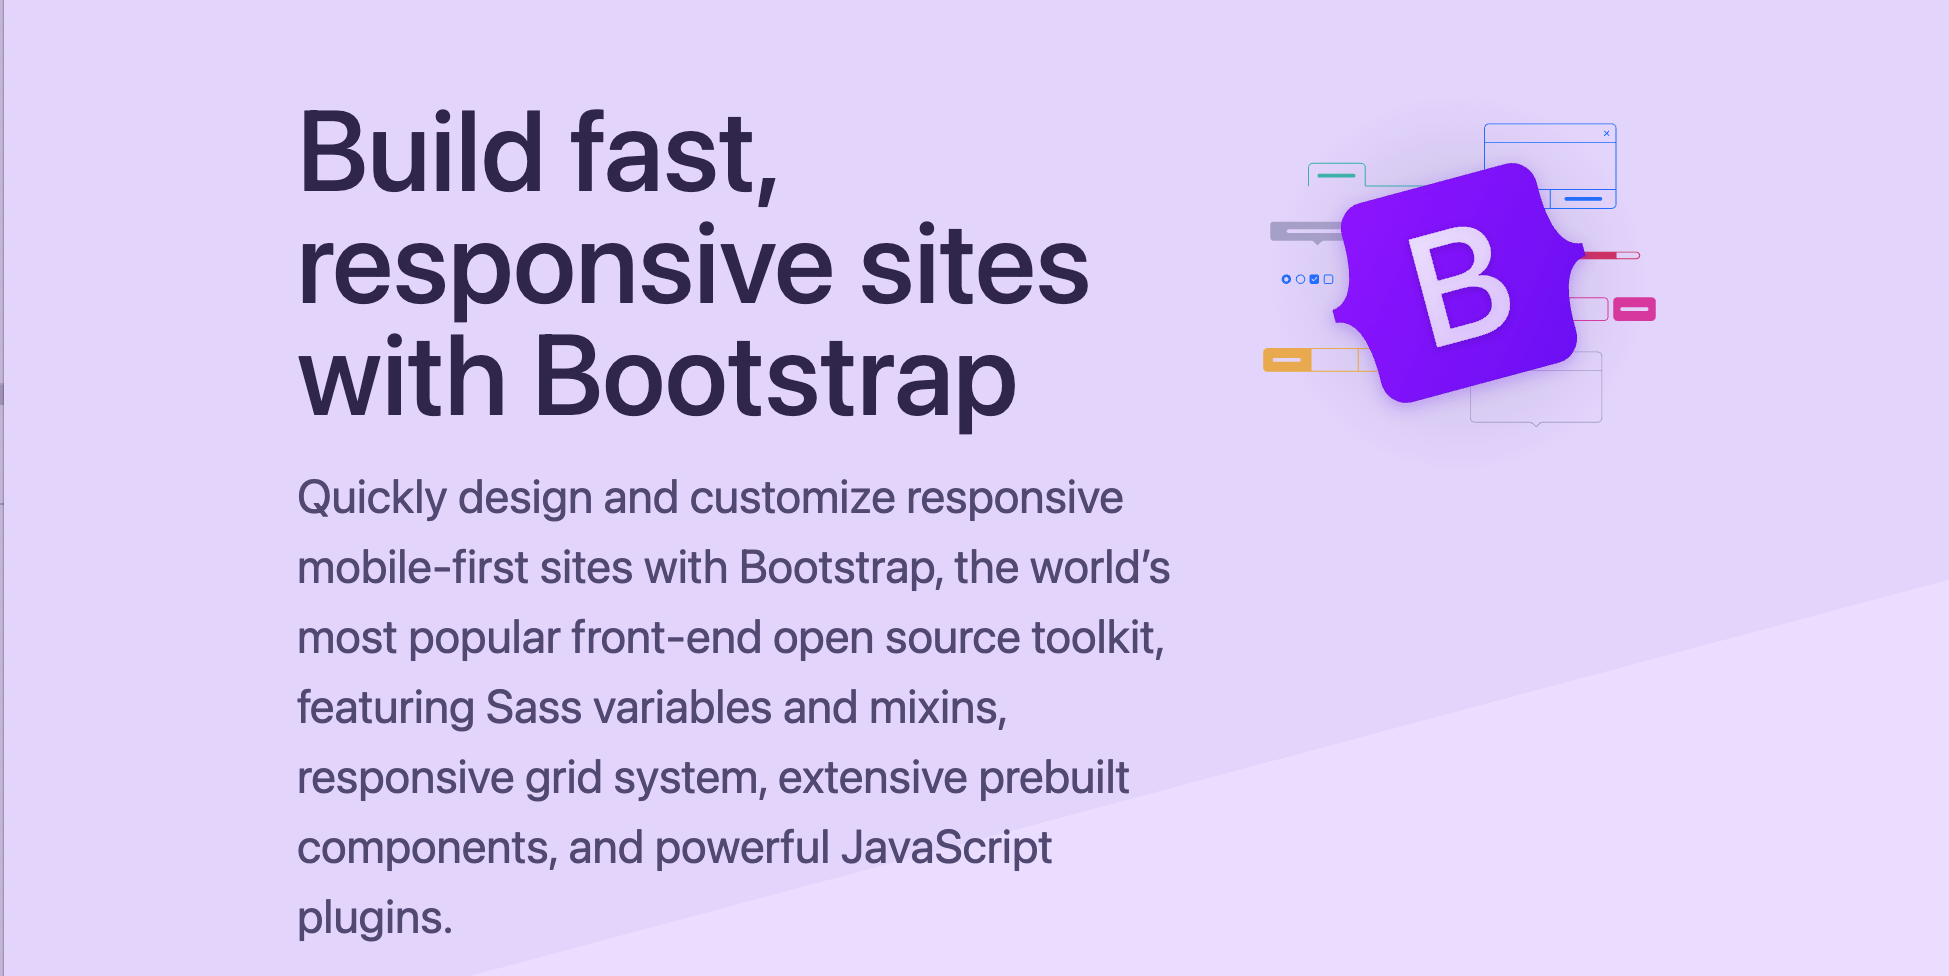 Build fast,
responsive sites
with Bootstrap
B
Quickly design and customize responsive
mobile-first sites with Bootstrap, the world’s
most popular front-end open source toolkit,
featuring Sass variables and mixins,
responsive grid system, extensive prebuilt
components, and powerful JavaScript
plugins.